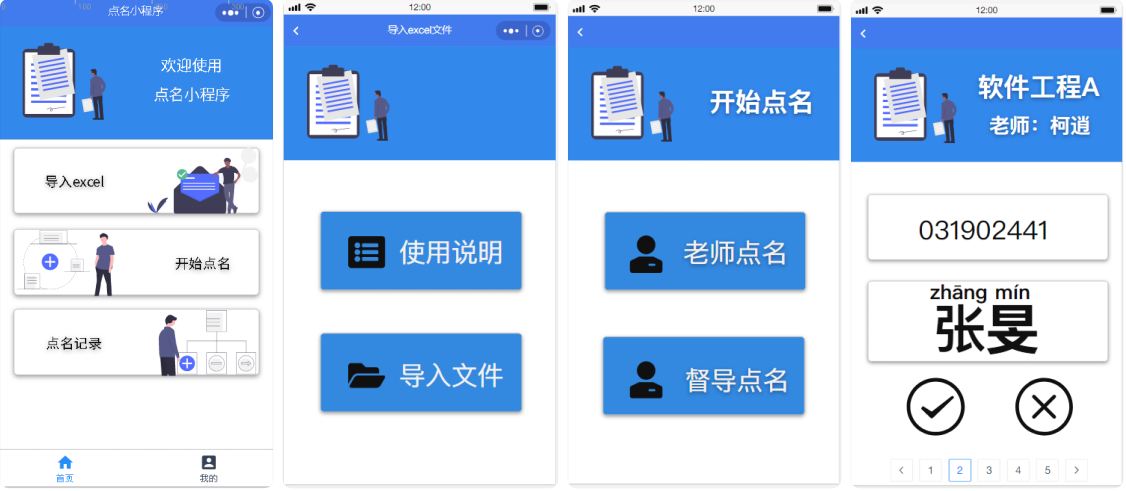 0
100
200
300
点名小程序
欢迎使用
点名小程序
导入excel
开始点名
点名记录
首页
我的
12:00
导入excel文件
使用说明
导入文件
12:00
开始点名
老师点名
督导点名
12:00
软件工程A
老师：柯逍
031902441
zhāng mín
张旻
1
2
3
4
5